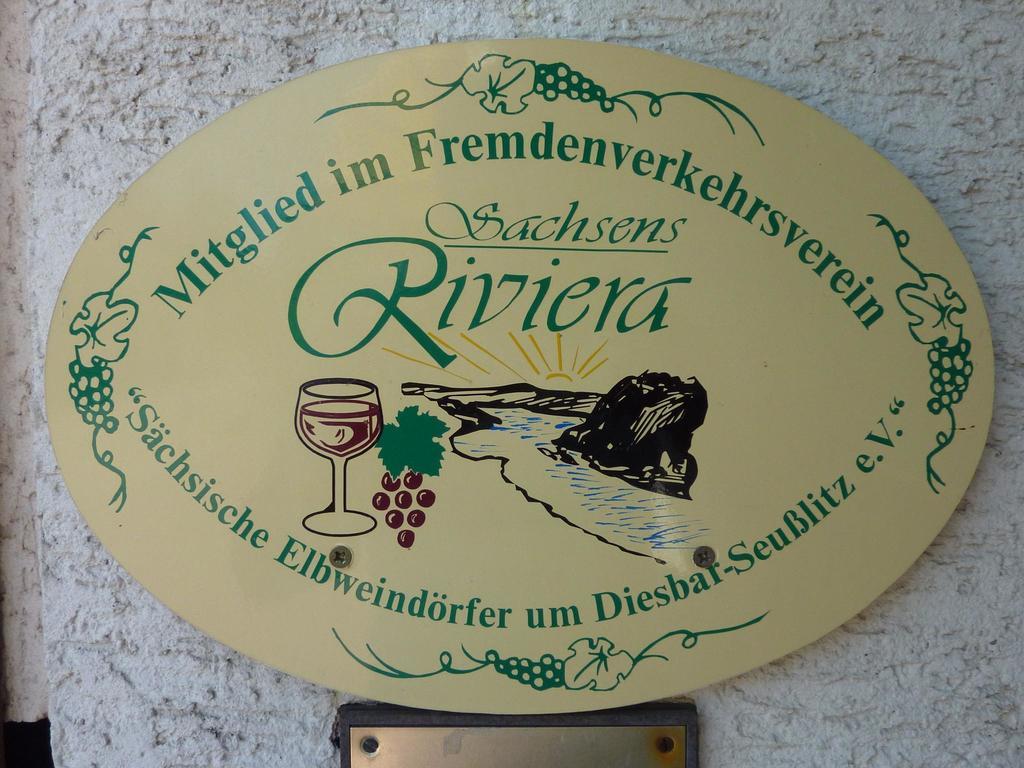 Mitglied im Fremdenverkehrsverein
Sachsens
Riviera
“Sächsische Elbweindörfer um Diesbar-Seußlitz e.V.“